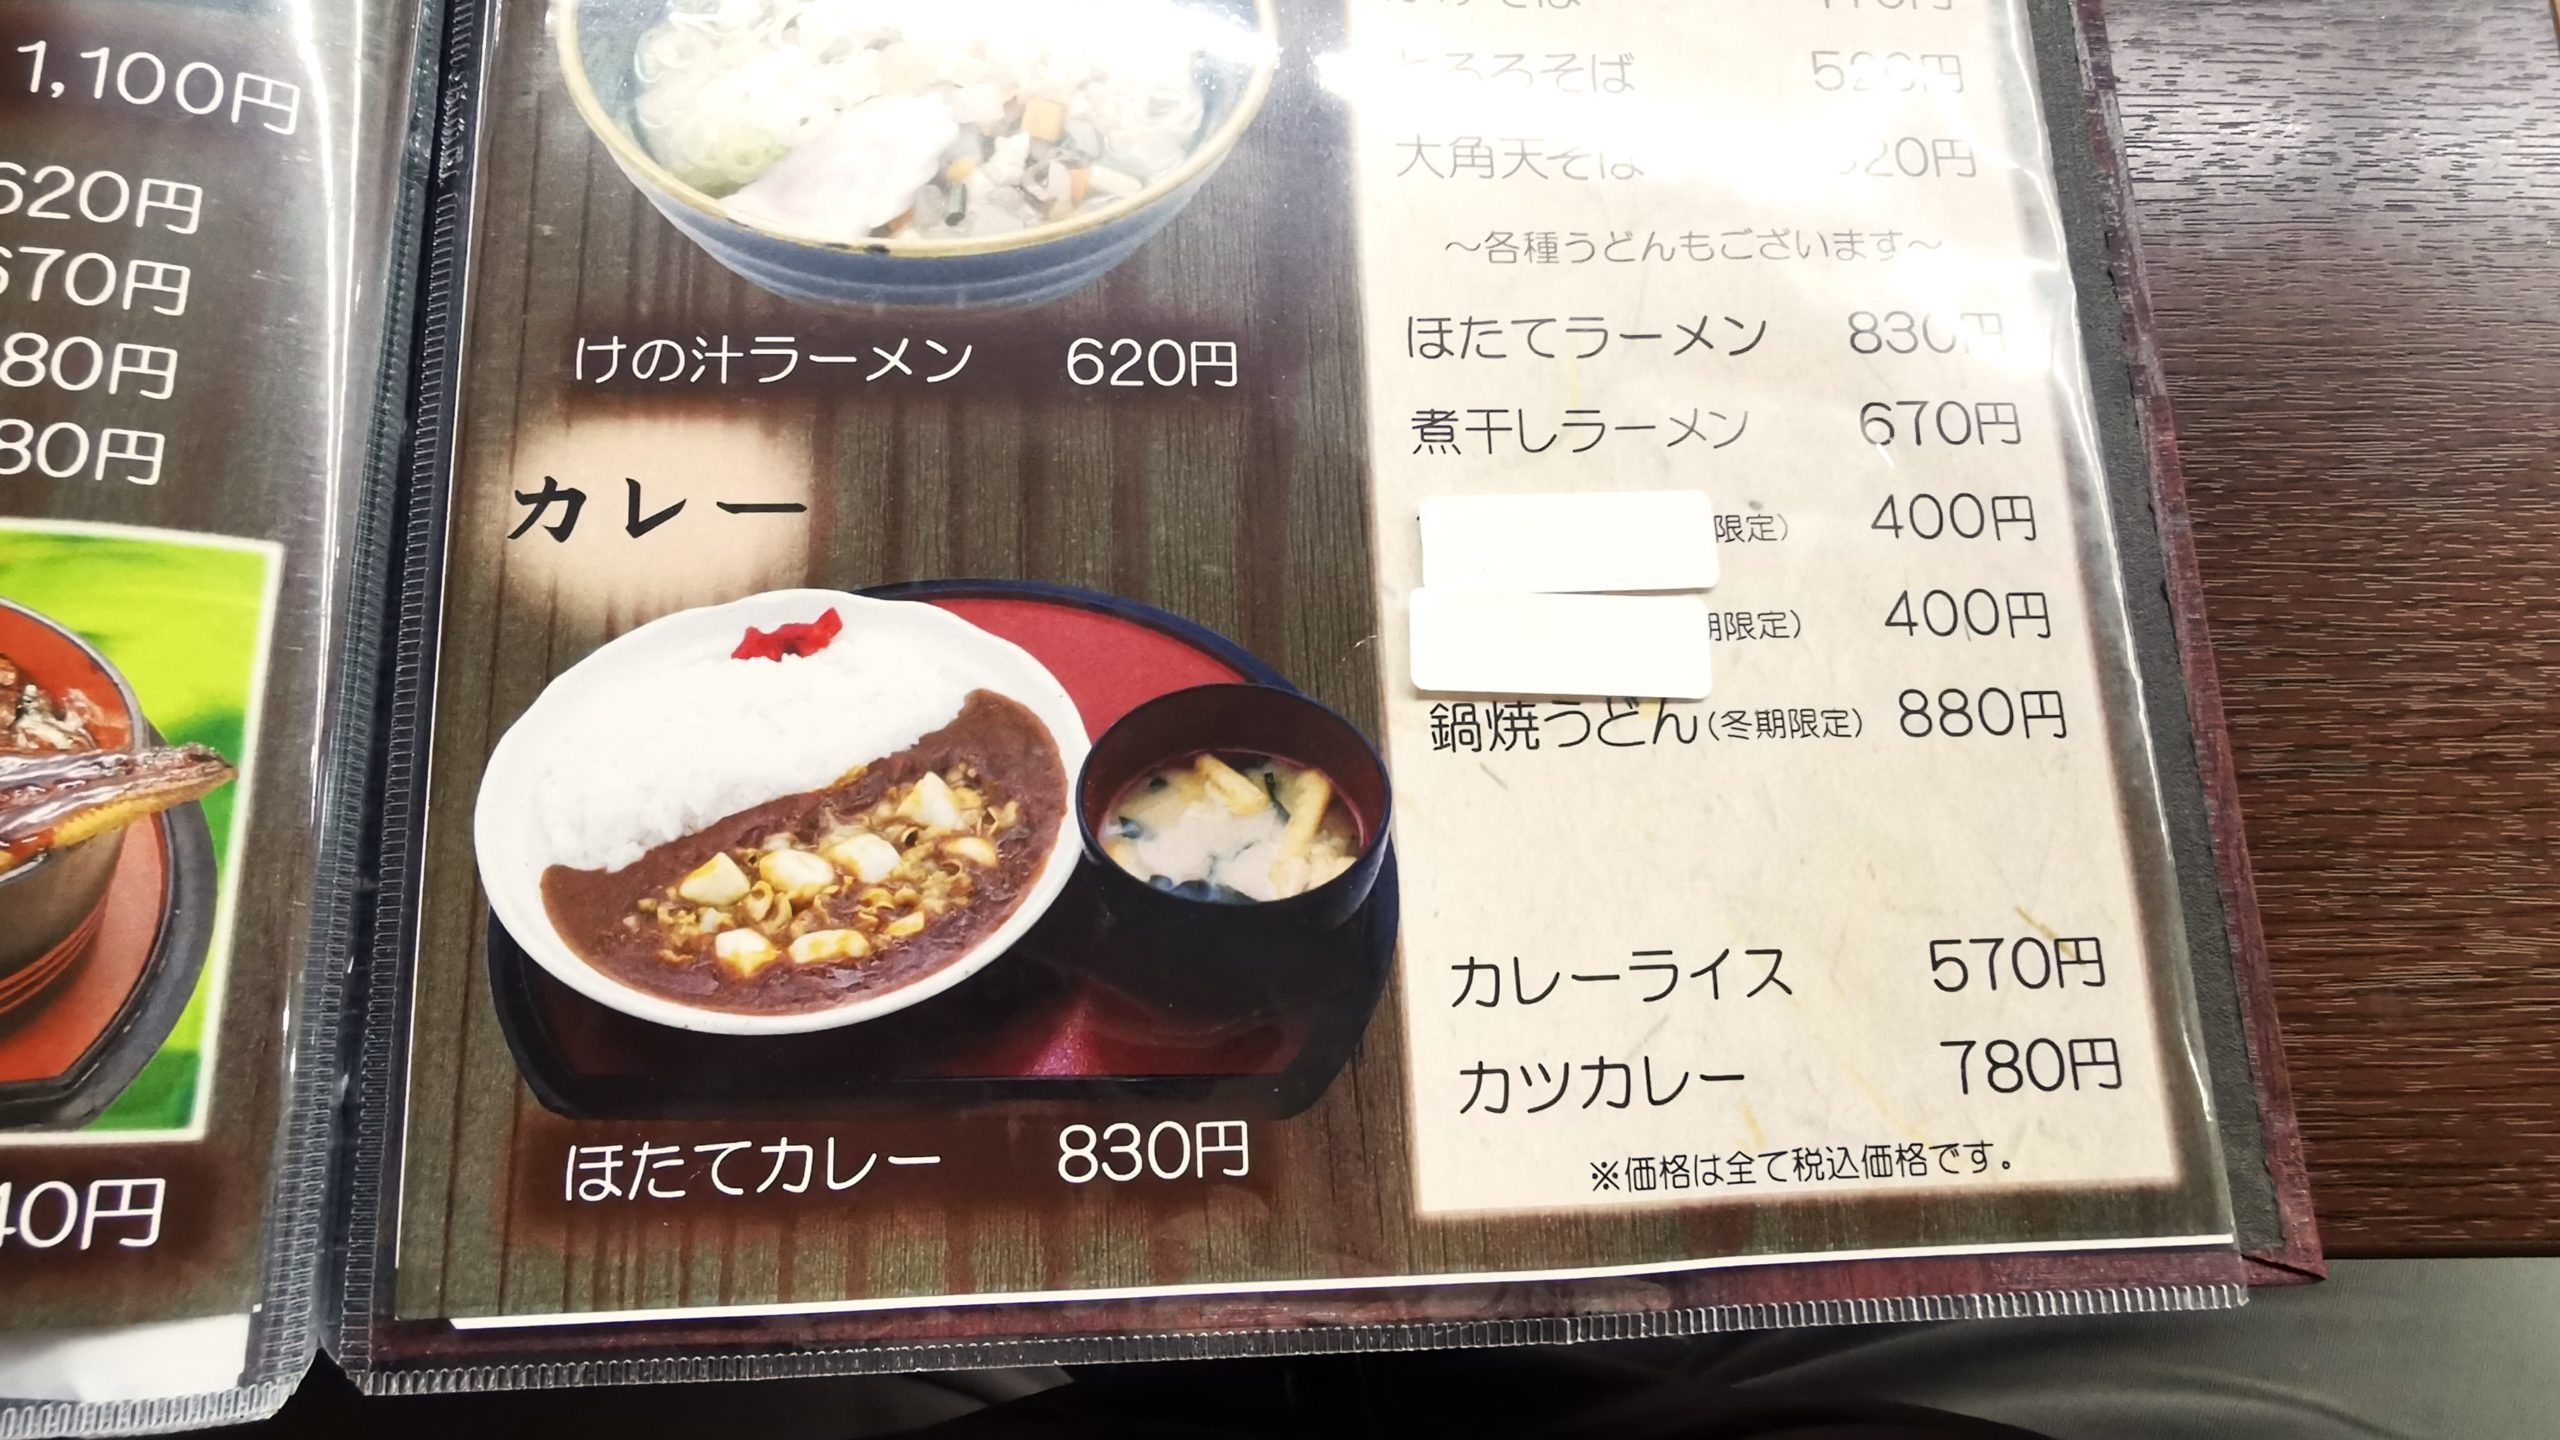 1,100円
620円
670円
80円
80円
40円
けの汁ラーメン 620円
カレー
ほたてカレー 830円
とろろそば 520円
大角天そば 20円
～各種うどんもございます～
ほたてラーメン 830円
煮干しラーメン 670円
限定） 400円
期限定） 400円
鍋焼うどん（冬期限定） 880円
カレーライス 570円
カツカレー 780円
※価格は全て税込価格です。